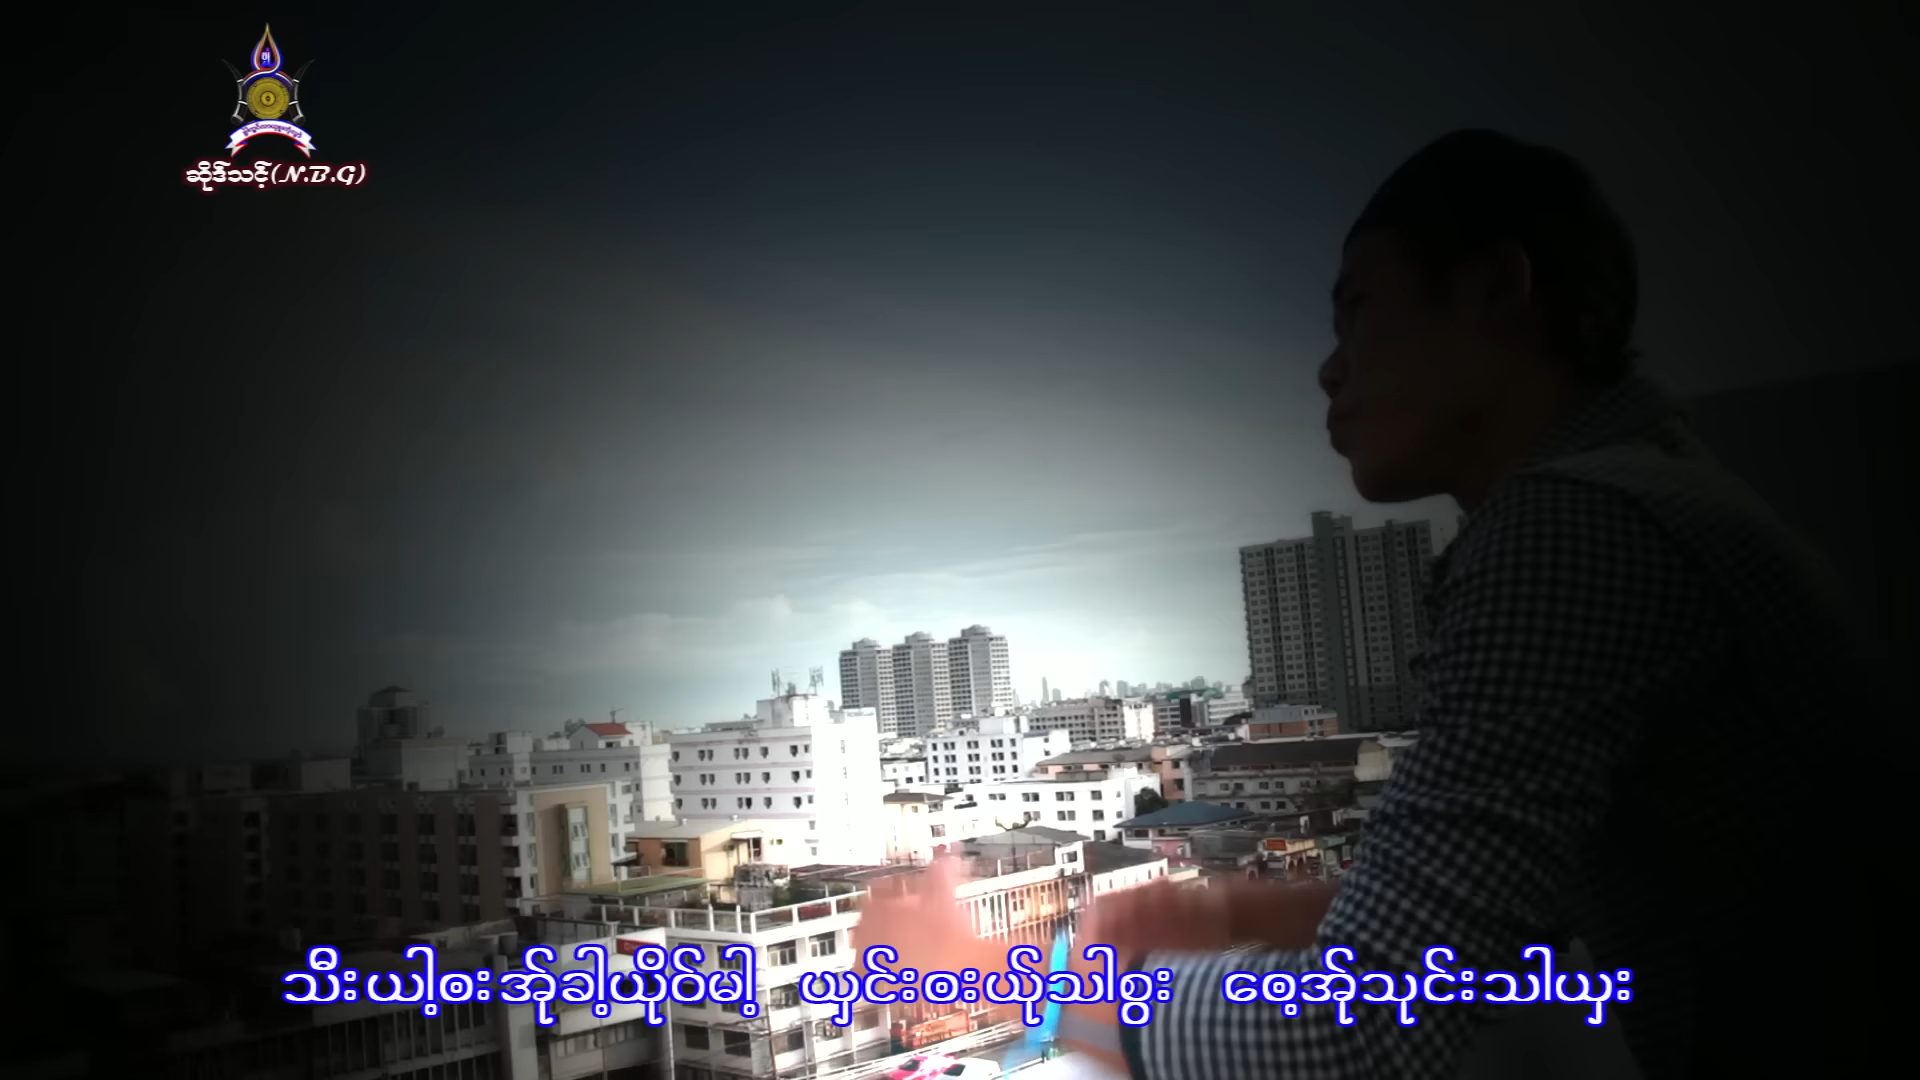 ဆိုဒ်သင့်(N.B.G)
သီးယါ့စးအ်ုခါ့ယိုဝ်မါ့ ယှင်းစးယ်ုသါစွး စေ့အ်ုသုင်းသါယှး